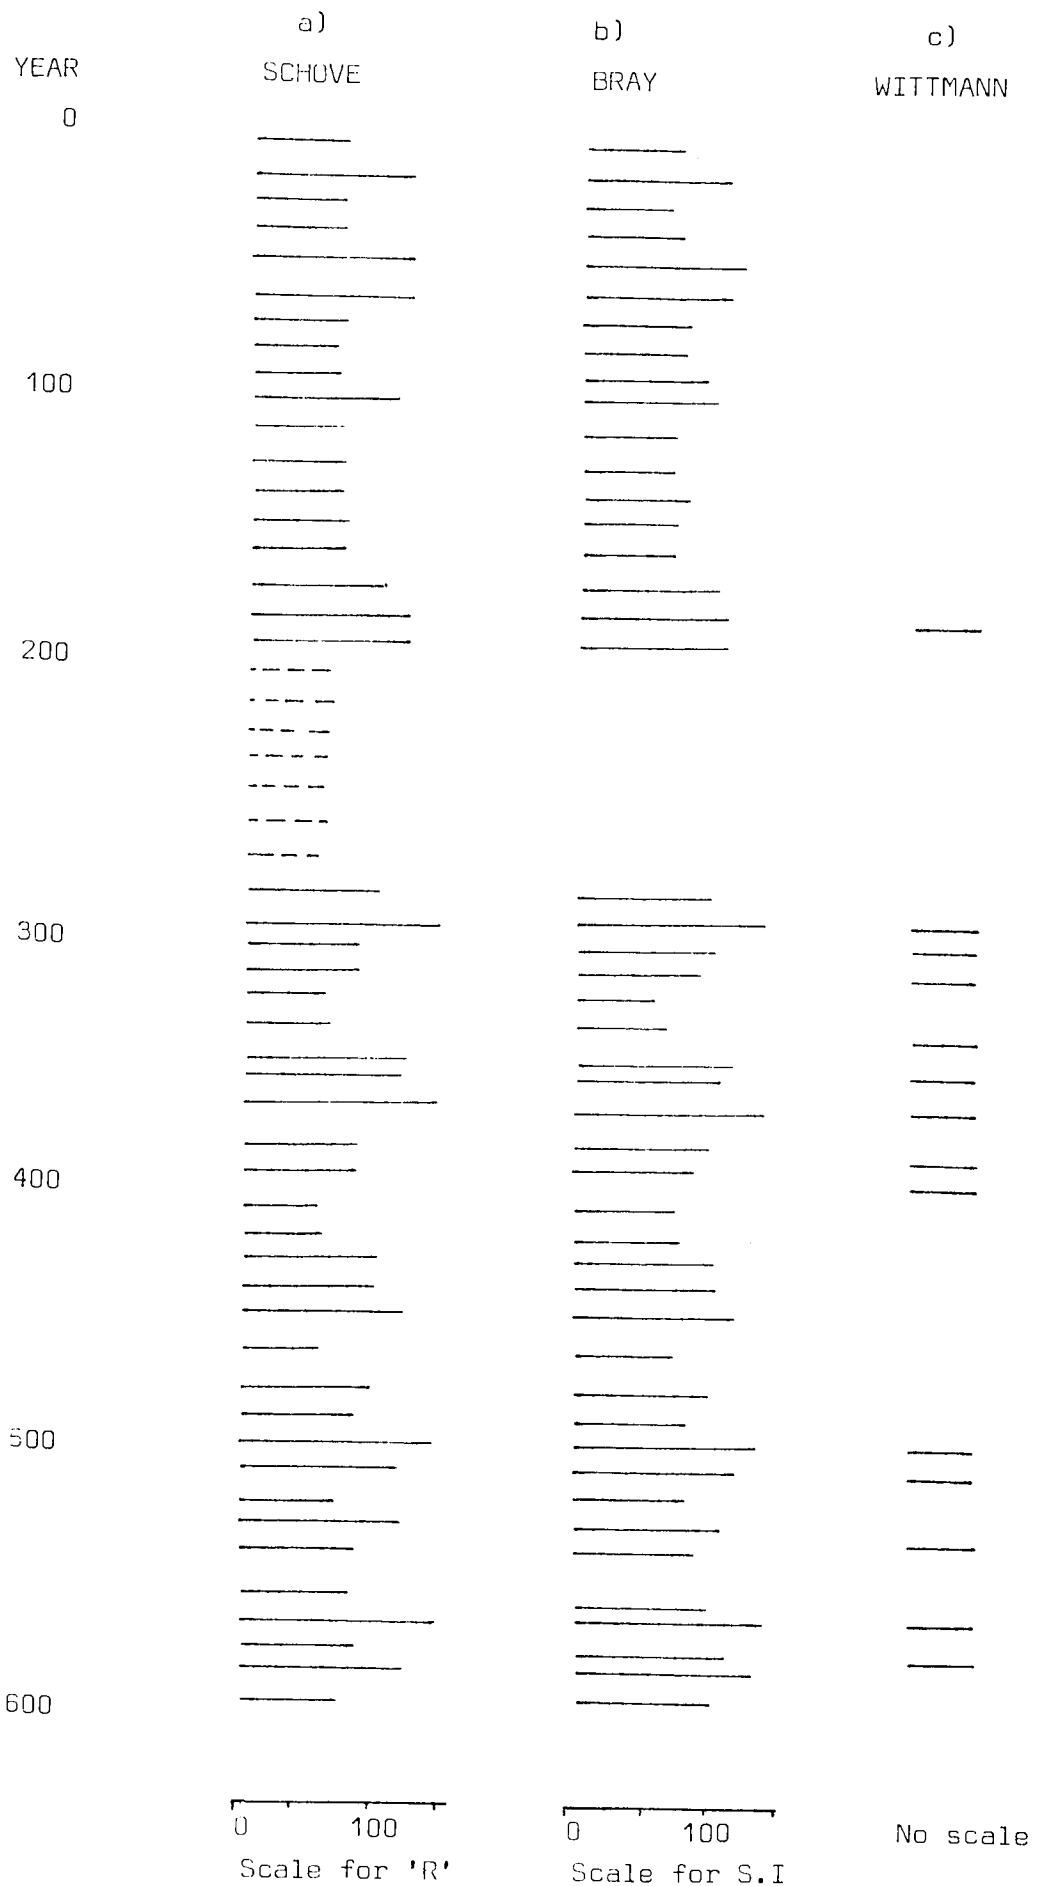 a)
b)
c)
YEAR
SCHOVE
BRAY
WITTMANN
0
100
200
300
400
500
600
0 100
0 100
No scale
Scale for 'R'
Scale for S.I